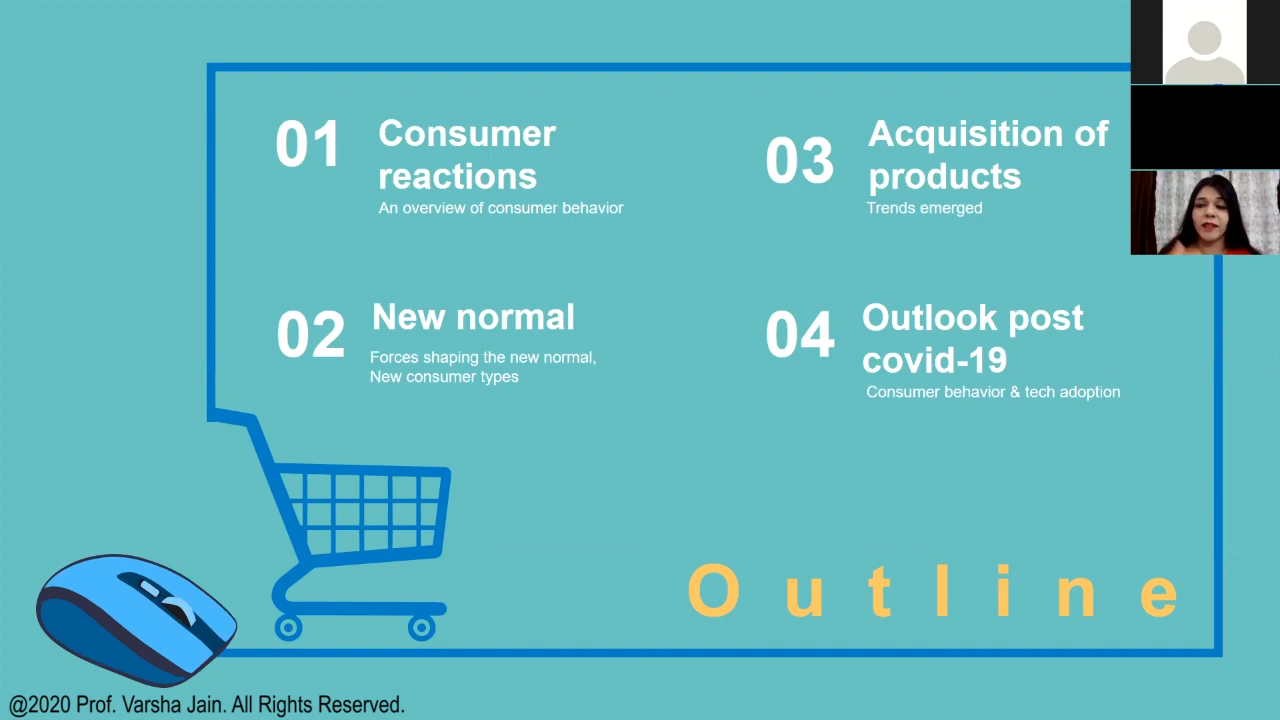 01
Consumer
reactions
An overview of consumer behavior
02
New normal
Forces shaping the new normal,
New consumer types
03
Acquisition of
products
Trends emerged
04
Outlook post
covid-19
Consumer behavior & tech adoption
Outline
@2020 Prof. Varsha Jain. All Rights Reserved.